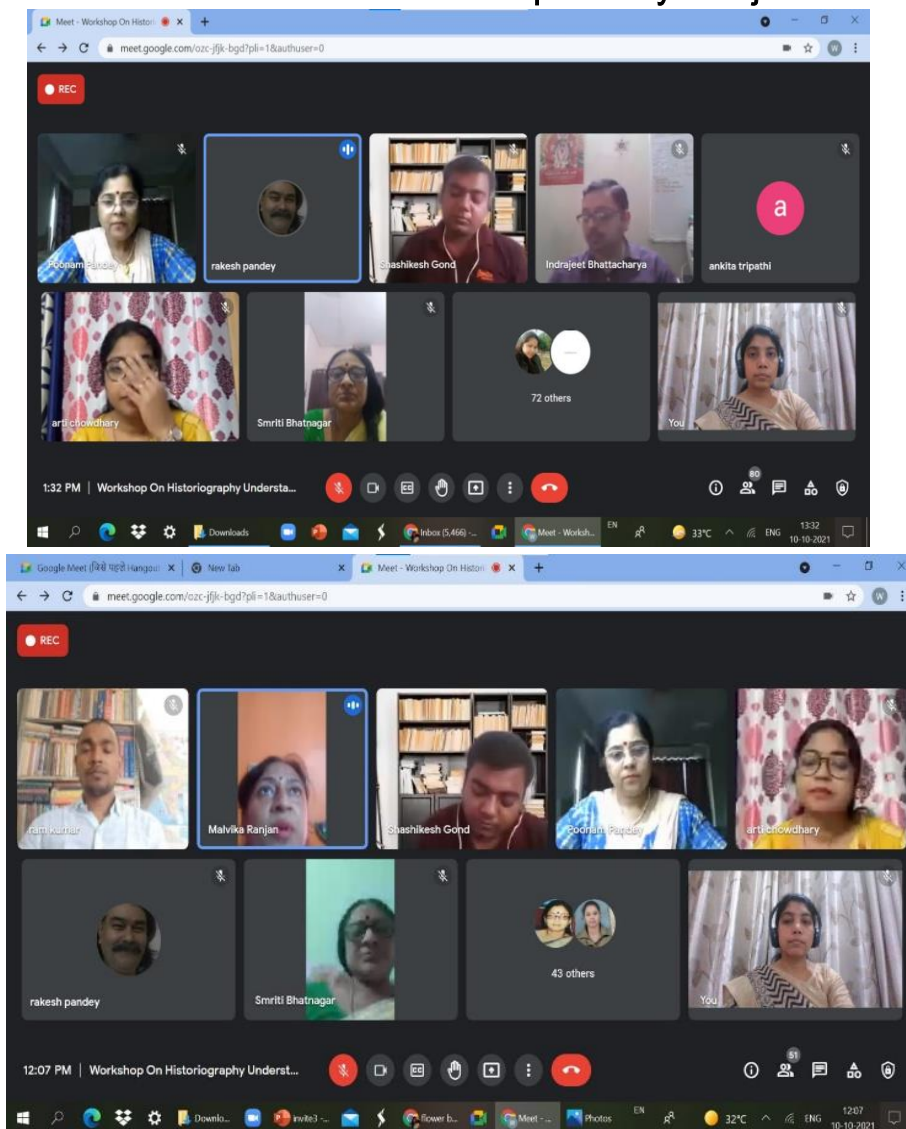 Meet - Workshop On Histori
meet.google.com/ozc-jfjk-bgd?pli=1&authuser=0
REC
Poonam Pandey
rakesh pandey
Shashikesh Gond
Indrajeet Bhattacharya
a
ankita tripathi
arti chowdhary
Smriti Bhatnagar
72 others
You
1:32 PM | Workshop On Historiography Understa...
80
Downloads
Inbox (5,466) -...
Meet - Worksh...
EN
33°C
ENG
13:32
10-10-2021
Google Meet (जिसे पहले Hangout
New Tab
Meet - Workshop On Histori
meet.google.com/ozc-jfjk-bgd?pli=1&authuser=0
REC
ram kumar
Malvika Ranjan
Shashikesh Gond
Poonam Pandey
arti chowdhary
rakesh pandey
Smriti Bhatnagar
43 others
You
12:07 PM | Workshop On Historiography Underst...
51
Downlo...
invite3 -...
flower b...
Meet - ...
Photos
EN
32°C
ENG
12:07
10-10-2021